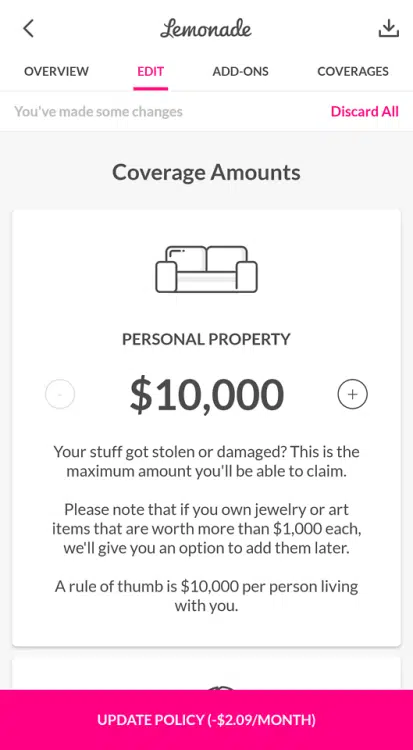 Lemonade
OVERVIEW EDIT ADD-ONS COVERAGES
You've made some changes Discard All
Coverage Amounts
PERSONAL PROPERTY
- $10,000 +
Your stuff got stolen or damaged? This is the
maximum amount you'll be able to claim.
Please note that if you own jewelry or art
items that are worth more than $1,000 each,
we'll give you an option to add them later.
A rule of thumb is $10,000 per person living
with you.
UPDATE POLICY (-$2.09/MONTH)